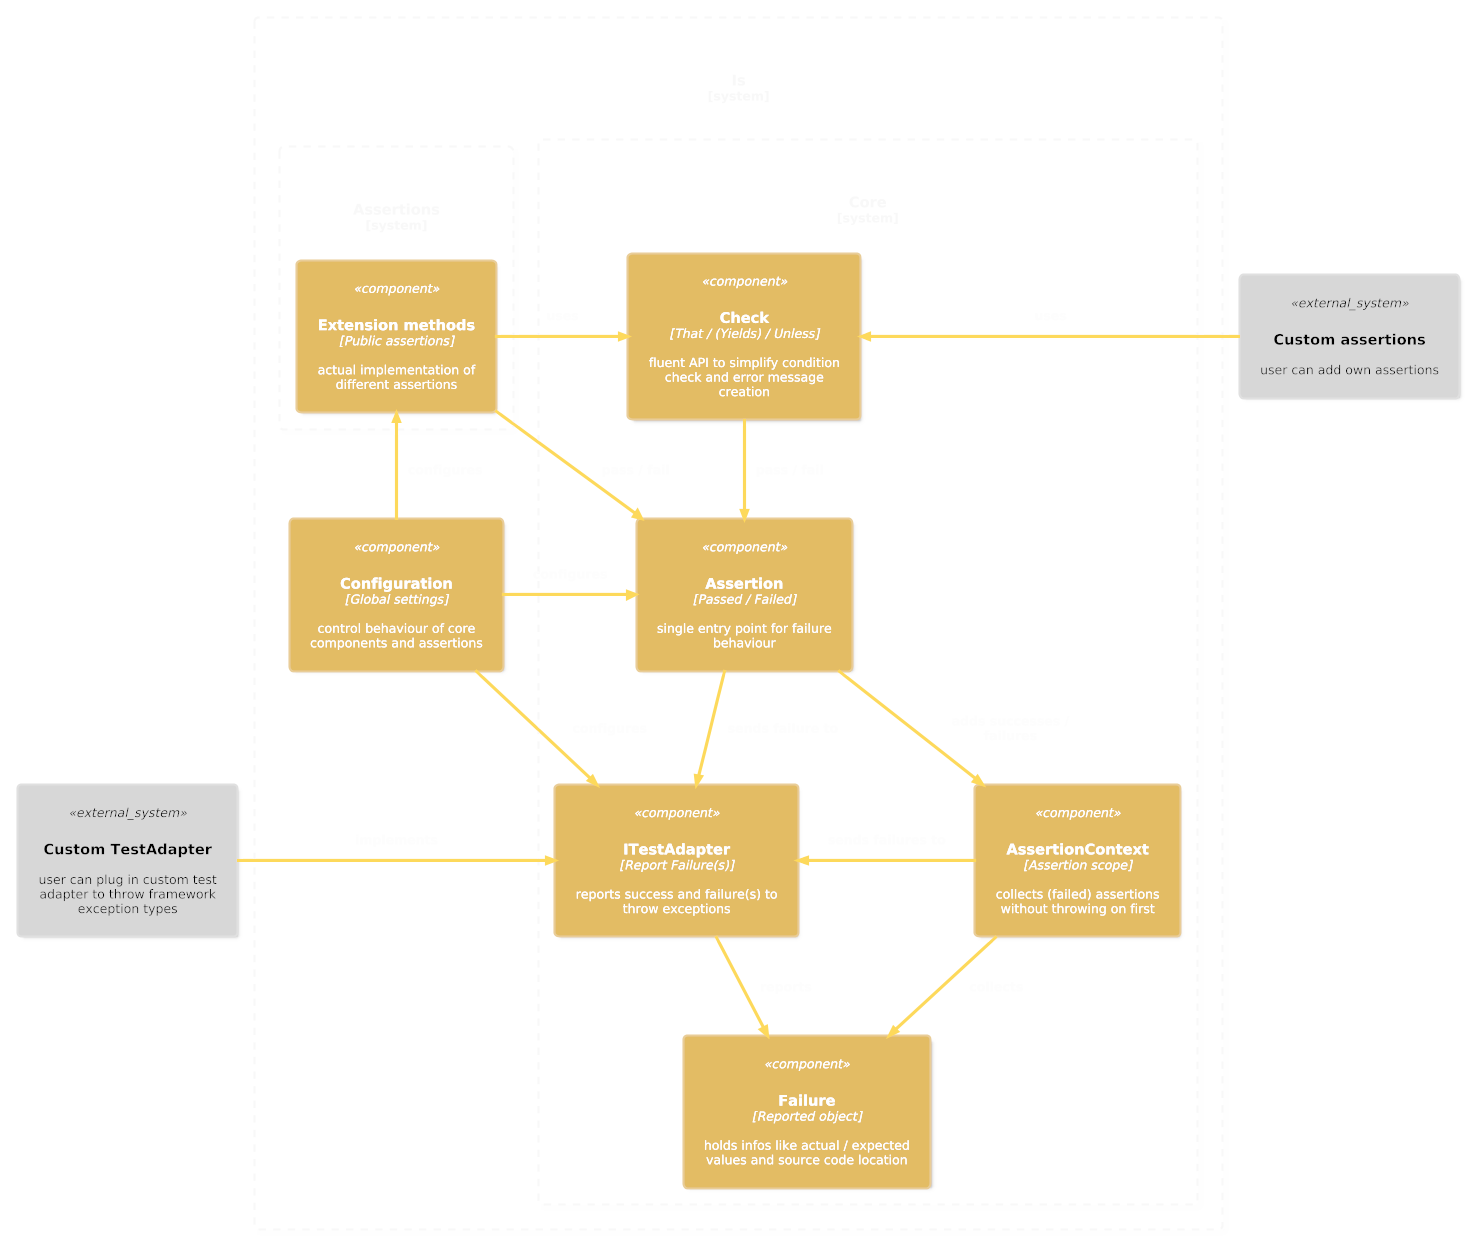 Is
[system]
Assertions
[system]
Core
[system]
«component»
Extension methods
[Public assertions]
actual implementation of
different assertions
«component»
Check
[That / (Yields) / Unless]
fluent API to simplify condition
check and error message
creation
«external_system»
Custom assertions
user can add own assertions
«component»
Configuration
[Global settings]
control behaviour of core
components and assertions
«component»
Assertion
[Passed / Failed]
single entry point for failure
behaviour
«external_system»
Custom TestAdapter
user can plug in custom test
adapter to throw framework
exception types
«component»
ITestAdapter
[Report Failure(s)]
reports success and failure(s) to
throw exceptions
«component»
AssertionContext
[Assertion scope]
collects (failed) assertions
without throwing on first
«component»
Failure
[Reported object]
holds infos like actual / expected
values and source code location